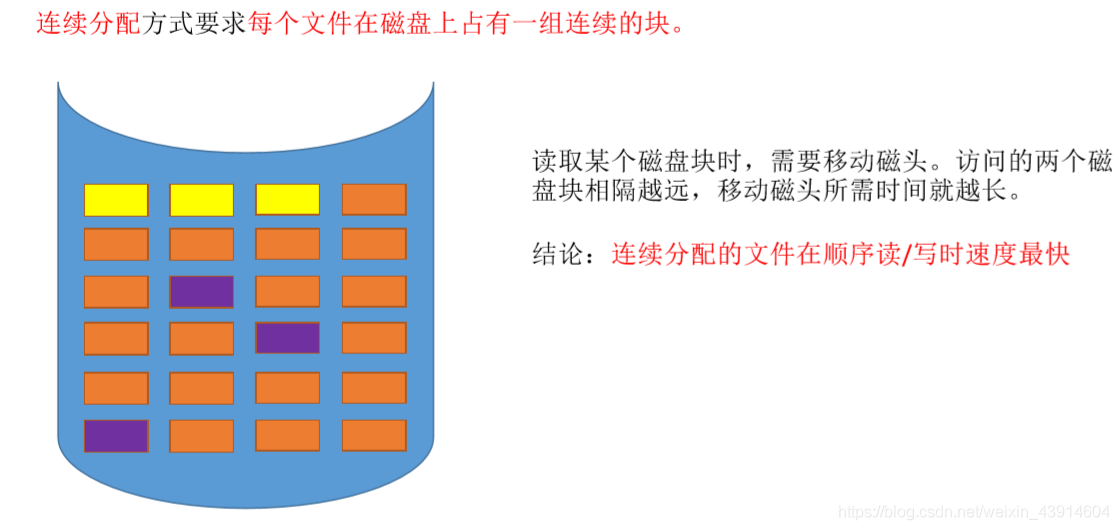 连续分配方式要求每个文件在磁盘上占有一组连续的块。
读取某个磁盘块时，需要移动磁头。访问的两个磁
盘块相隔越远，移动磁头所需时间就越长。
结论：连续分配的文件在顺序读/写时速度最快
https://blog.csdn.net/weixin_43914604